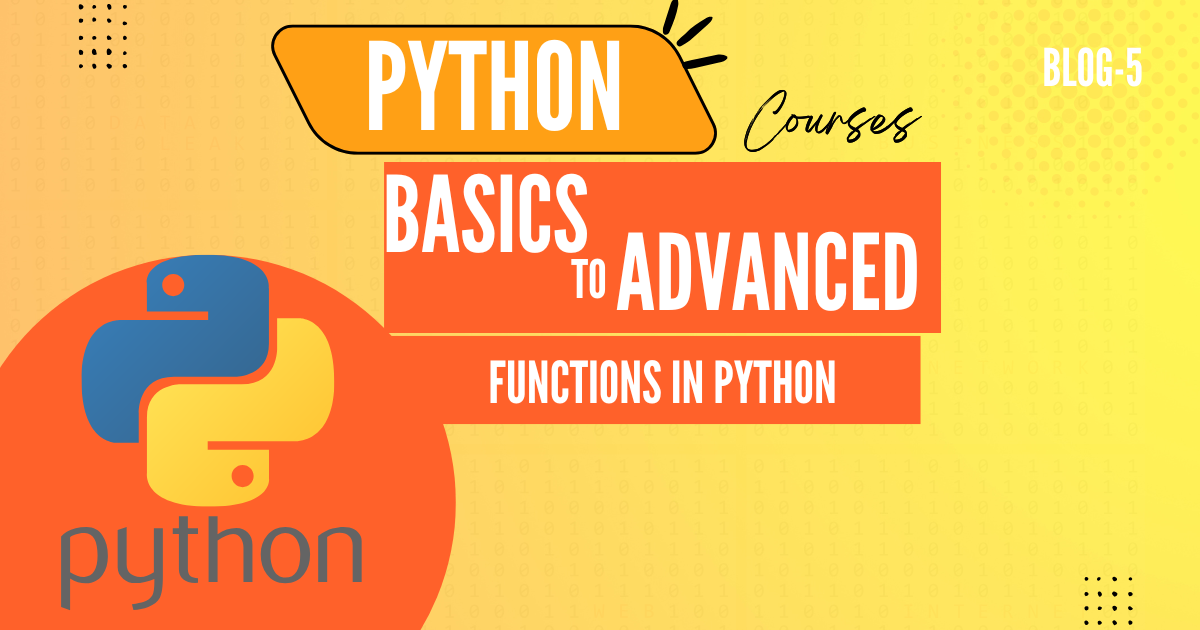 PYTHON
Courses
BLOG-5
BASICS
TO ADVANCED
FUNCTIONS IN PYTHON
python